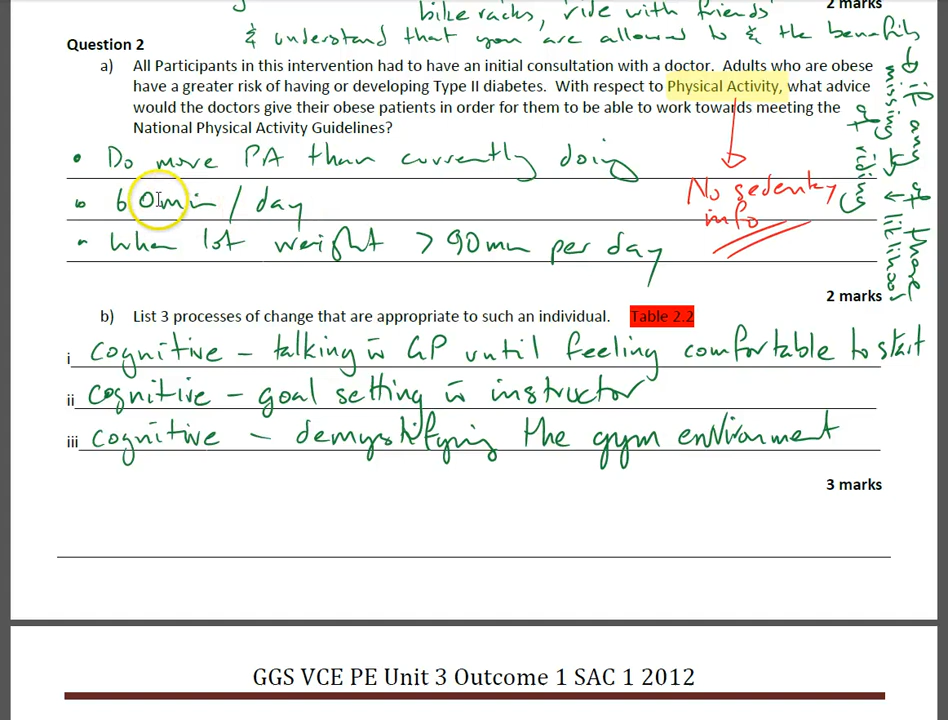 bike racks, ride with friends
2 marks
& understand that you are allowed to & the benefits
Question 2
a) All Participants in this intervention had to have an initial consultation with a doctor. Adults who are obese
have a greater risk of having or developing Type II diabetes. With respect to Physical Activity, what advice
would the doctors give their obese patients in order for them to be able to work towards meeting the
National Physical Activity Guidelines?
• Do more PA than currently doing
• 60min / day
• When lot weight > 90min per day
No sedentry
info
2 marks
b) List 3 processes of change that are appropriate to such an individual. Table 2.2
i cognitive - talking w GP until feeling comfortable to start
ii cognitive - goal setting w instructor
iii cognitive - demystifying the gym environment
3 marks
GGS VCE PE Unit 3 Outcome 1 SAC 1 2012